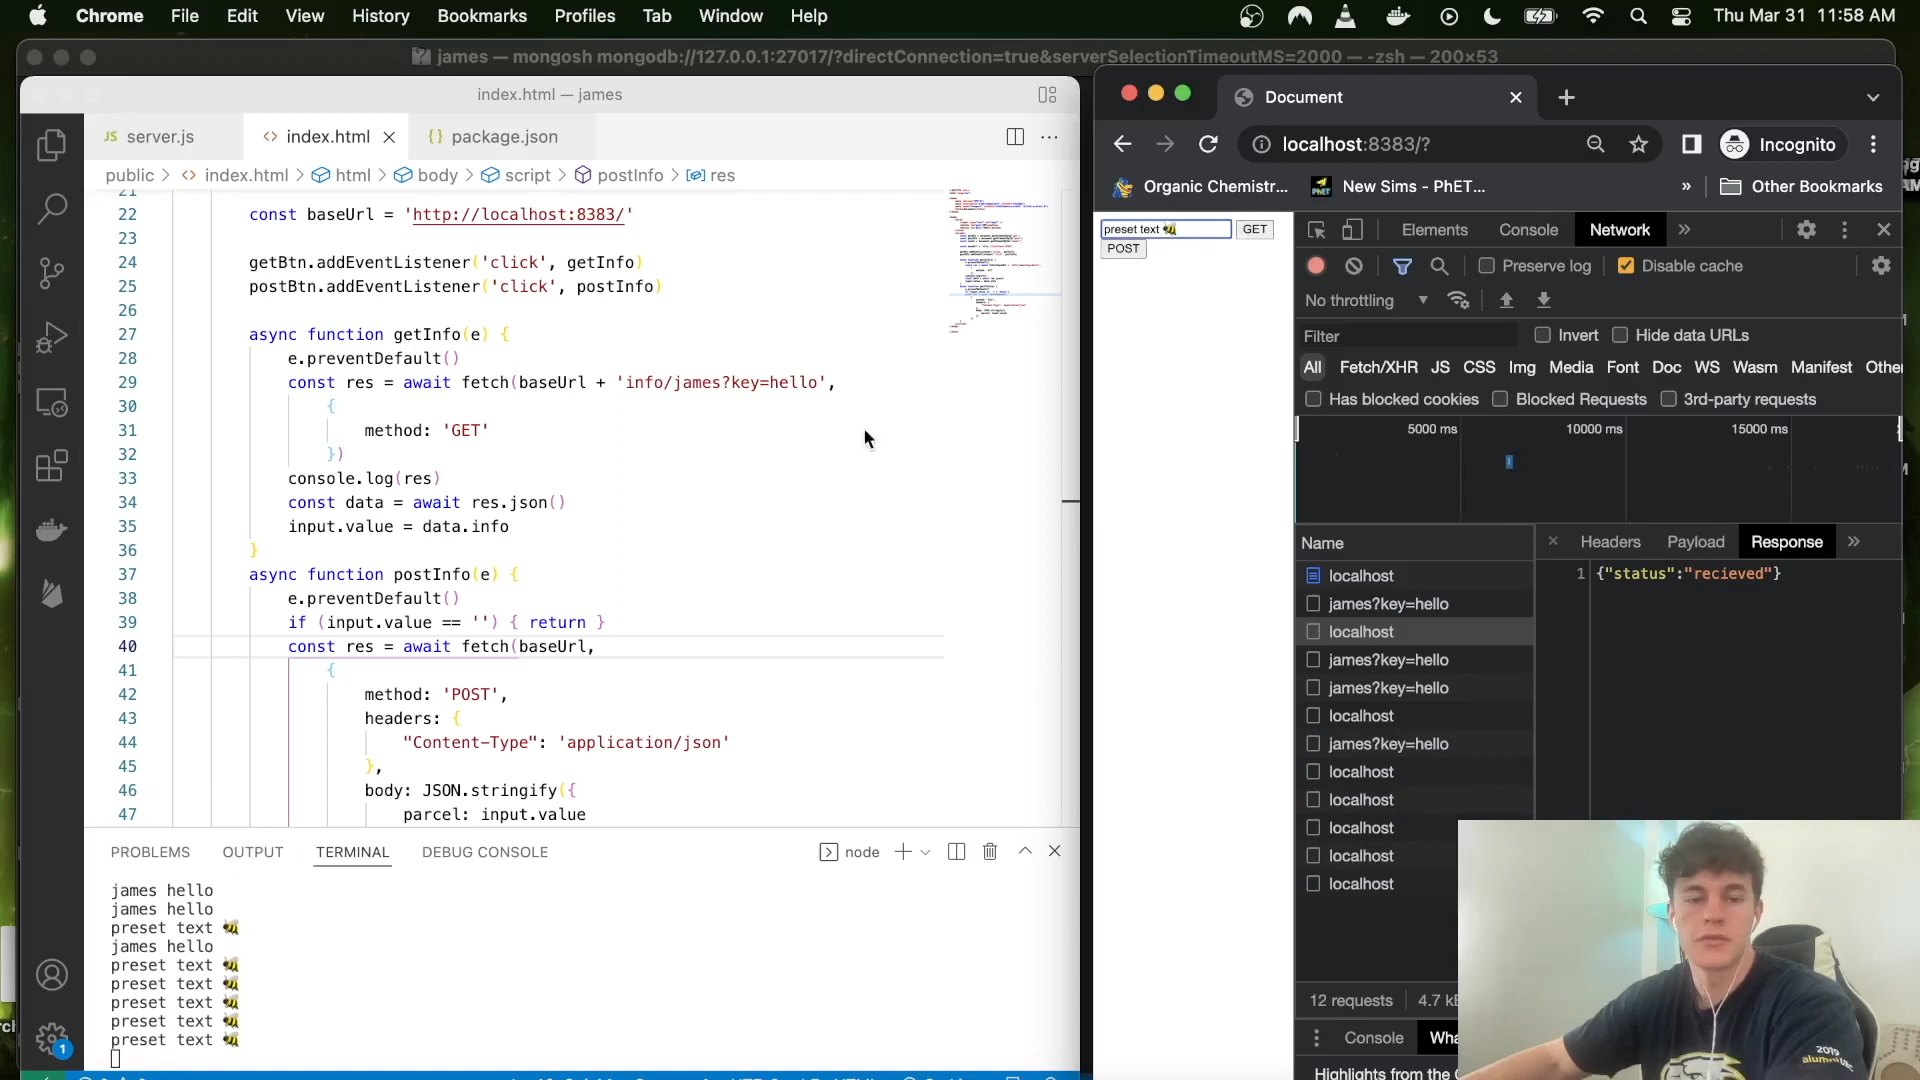 Chrome File Edit View History Bookmarks Profiles Tab Window Help
Thu Mar 31 11:58 AM
james — mongosh mongodb://127.0.0.1:27017/?directConnection=true&serverSelectionTimeoutMS=2000 — -zsh — 200×53
index.html — james
JS server.js
<> index.html
{} package.json
public > <> index.html > html > body > script > postInfo > res
21
22 const baseUrl = 'http://localhost:8383/'
23
24 getBtn.addEventListener('click', getInfo)
25 postBtn.addEventListener('click', postInfo)
26
27 async function getInfo(e) {
28 e.preventDefault()
29 const res = await fetch(baseUrl + 'info/james?key=hello',
30 {
31 method: 'GET'
32 })
33 console.log(res)
34 const data = await res.json()
35 input.value = data.info
36 }
37 async function postInfo(e) {
38 e.preventDefault()
39 if (input.value == '') { return }
40 const res = await fetch(baseUrl,
41 {
42 method: 'POST',
43 headers: {
44 "Content-Type": 'application/json'
45 },
46 body: JSON.stringify({
47 parcel: input.value
PROBLEMS OUTPUT TERMINAL DEBUG CONSOLE
node
james hello
james hello
preset text 🐝
james hello
preset text 🐝
preset text 🐝
preset text 🐝
preset text 🐝
preset text 🐝
1
Document
localhost:8383/?
Incognito
Organic Chemistr...
New Sims - PhET...
»
Other Bookmarks
preset text 🐝
GET
POST
Elements Console Network »
Preserve log
Disable cache
No throttling
Filter
Invert
Hide data URLs
All Fetch/XHR JS CSS Img Media Font Doc WS Wasm Manifest Other
Has blocked cookies
Blocked Requests
3rd-party requests
5000 ms 10000 ms 15000 ms
Name
localhost
james?key=hello
localhost
james?key=hello
james?key=hello
localhost
james?key=hello
localhost
localhost
localhost
localhost
localhost
Headers Payload Response »
1 {"status":"recieved"}
12 requests
4.7 k
Console
Wha
Highlights from the
2019